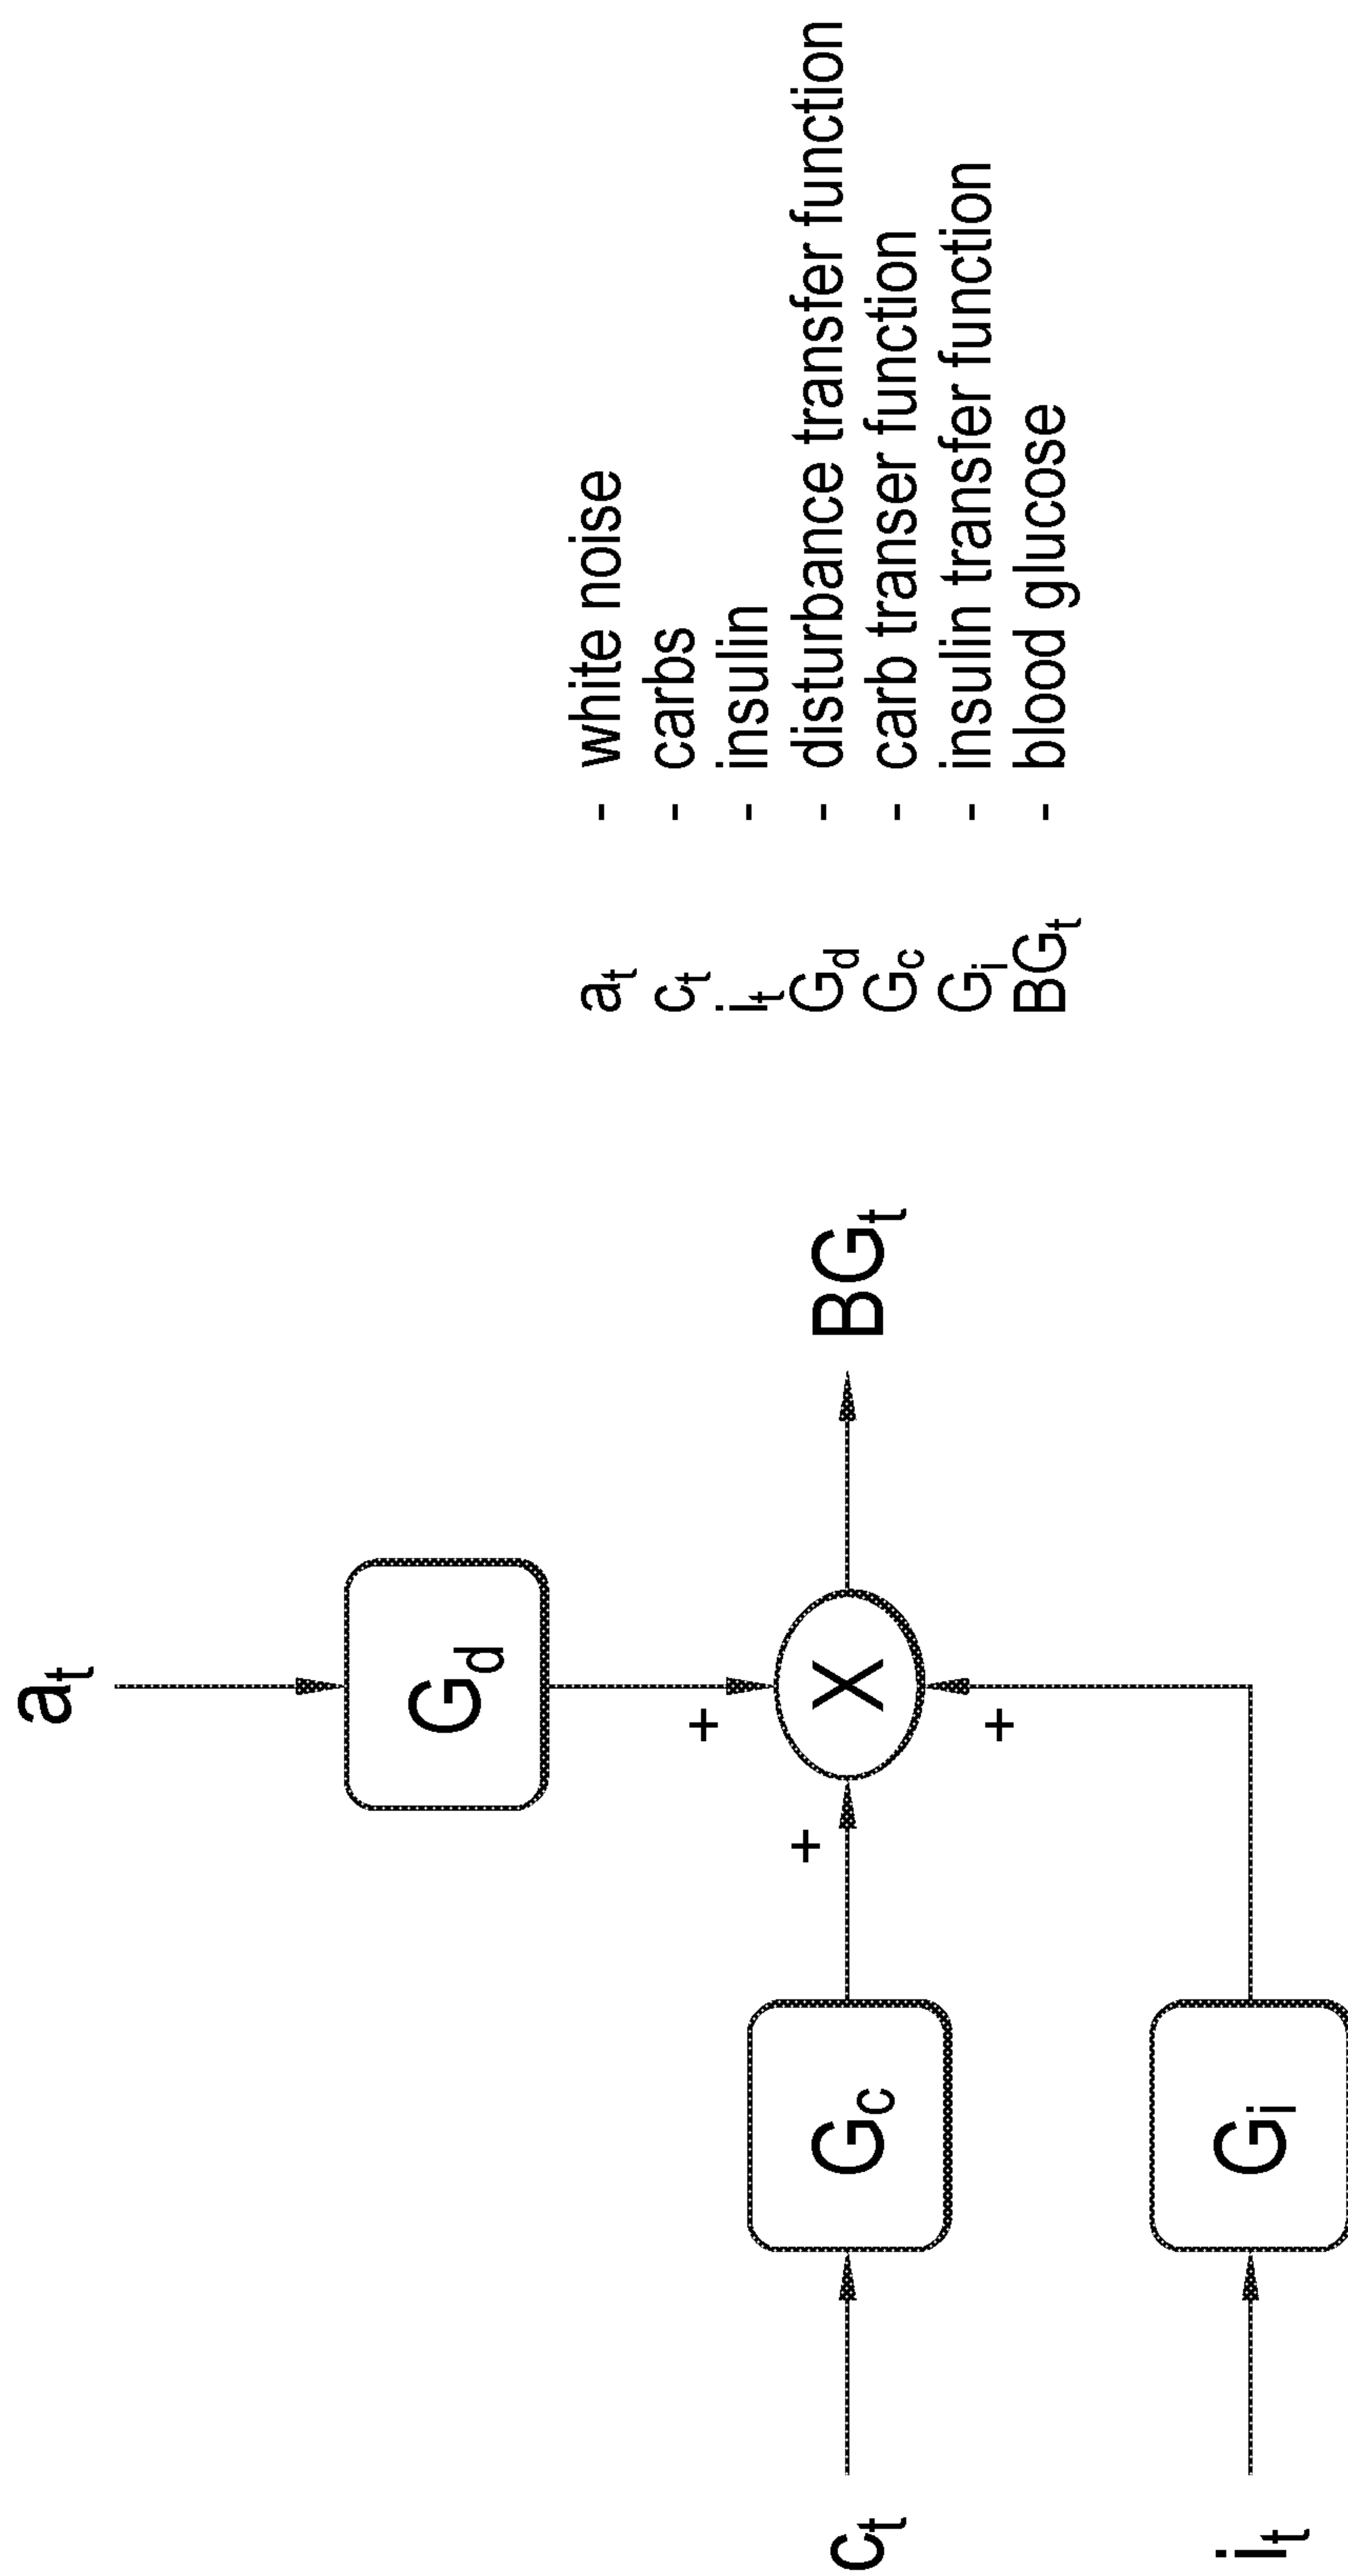 a_t
G_d
+
c_t
G_c
+
X
BG_t
+
i_t
G_i
a_t - white noise
c_t - carbs
i_t - insulin
G_d - disturbance transfer function
G_c - carb transer function
G_i - insulin transfer function
BG_t - blood glucose